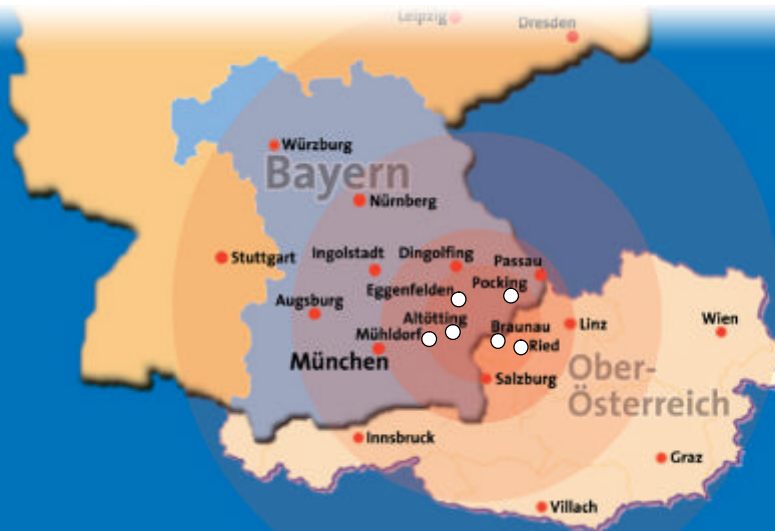 Leipzig
Dresden
Würzburg
Bayern
Nürnberg
Stuttgart
Ingolstadt
Dingolfing
Passau
Eggenfelden
Pocking
Augsburg
Altötting
Mühldorf
Braunau
Linz
Wien
Ried
München
Salzburg
Ober-
Österreich
Innsbruck
Graz
Villach